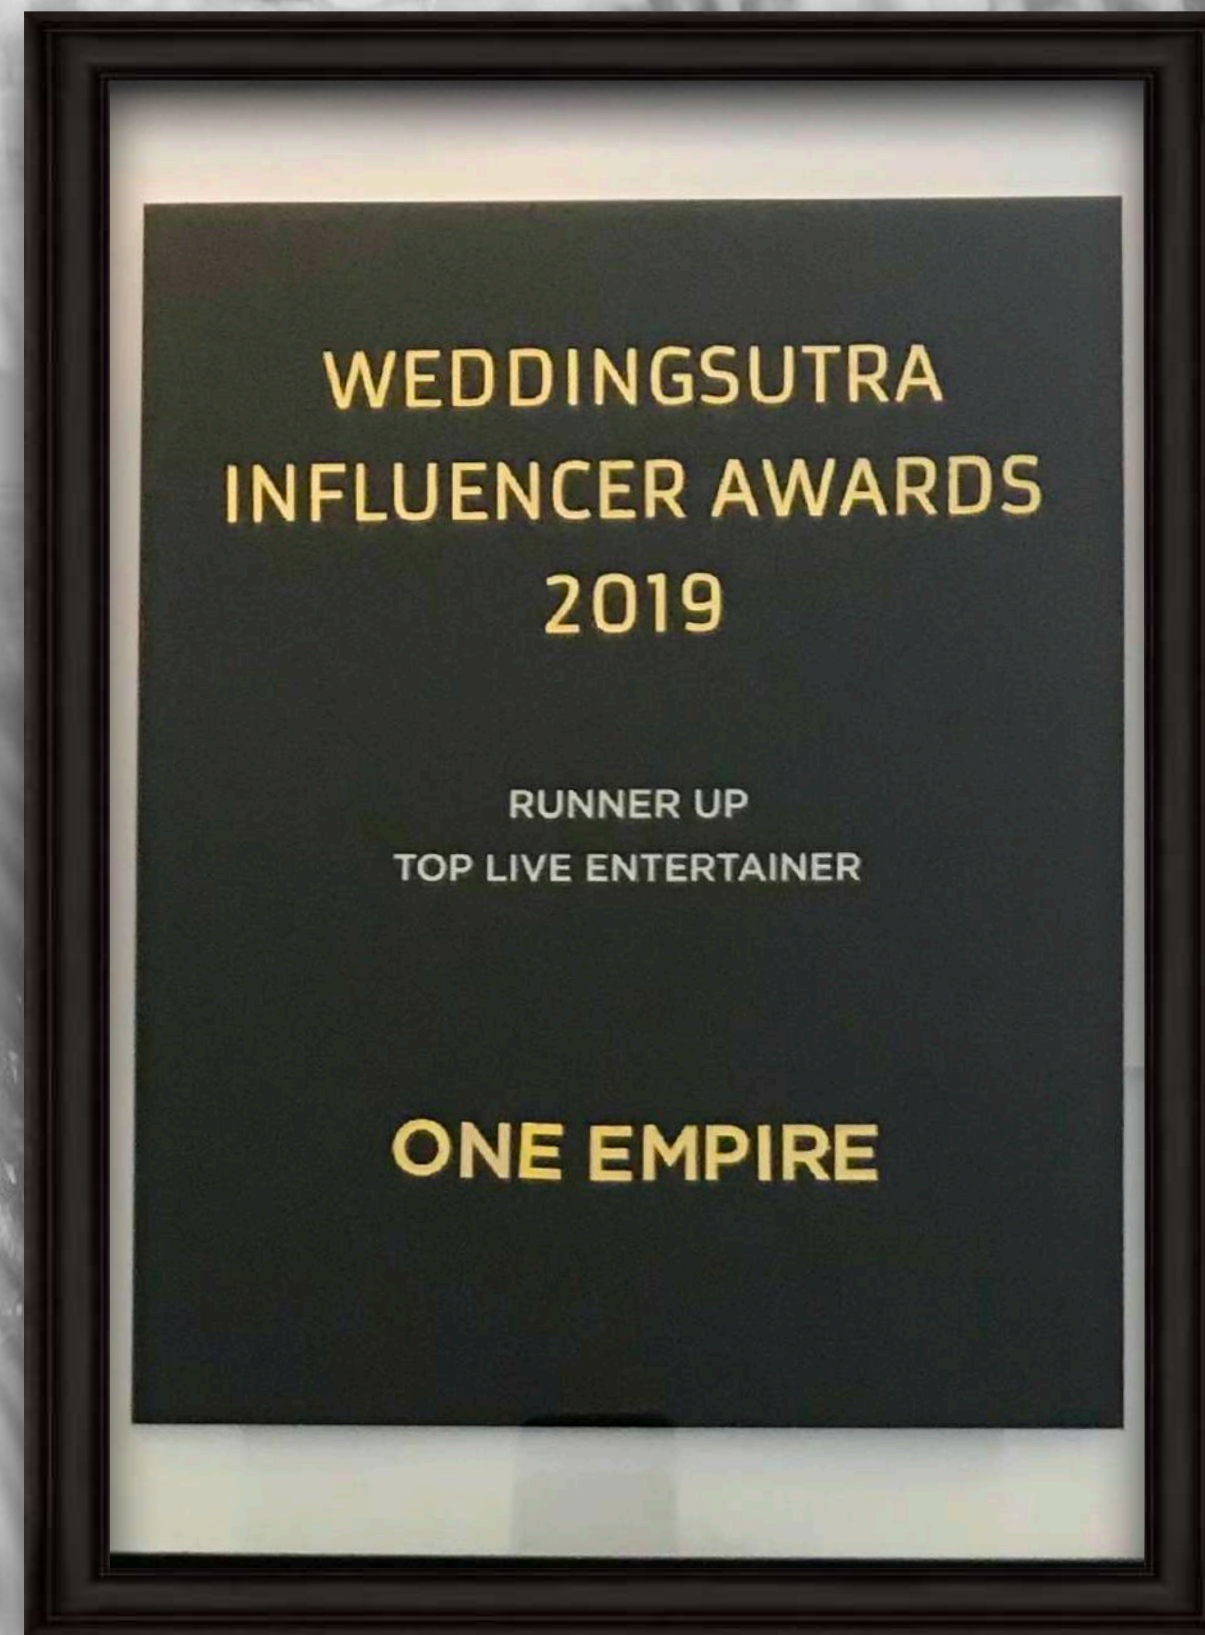 WEDDINGSUTRA
INFLUENCER AWARDS
2019
RUNNER UP
TOP LIVE ENTERTAINER
ONE EMPIRE